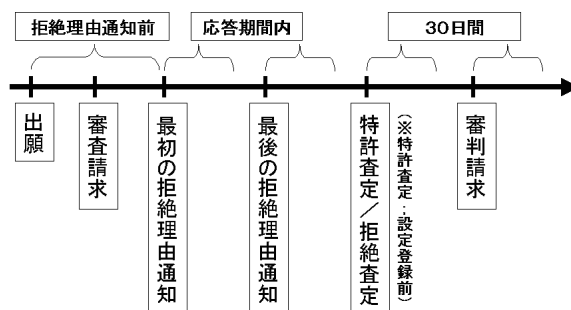 拒絶理由通知前
応答期間内
30日間
出願
審査請求
最初の拒絶理由通知
最後の拒絶理由通知
特許査定／拒絶査定
（※特許査定：設定登録前）
審判請求